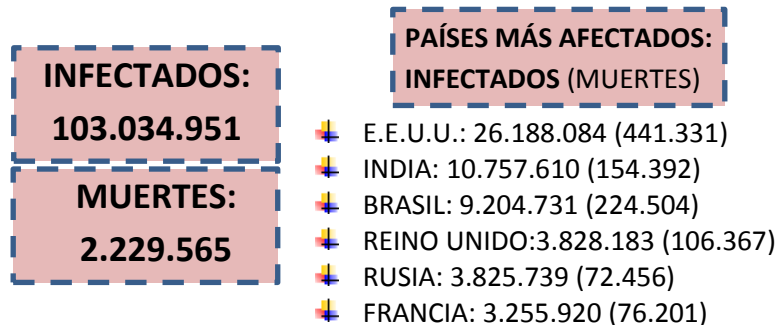 INFECTADOS:
103.034.951
MUERTES:
2.229.565
PAÍSES MÁS AFECTADOS:
INFECTADOS (MUERTES)
E.E.U.U.: 26.188.084 (441.331)
INDIA: 10.757.610 (154.392)
BRASIL: 9.204.731 (224.504)
REINO UNIDO:3.828.183 (106.367)
RUSIA: 3.825.739 (72.456)
FRANCIA: 3.255.920 (76.201)